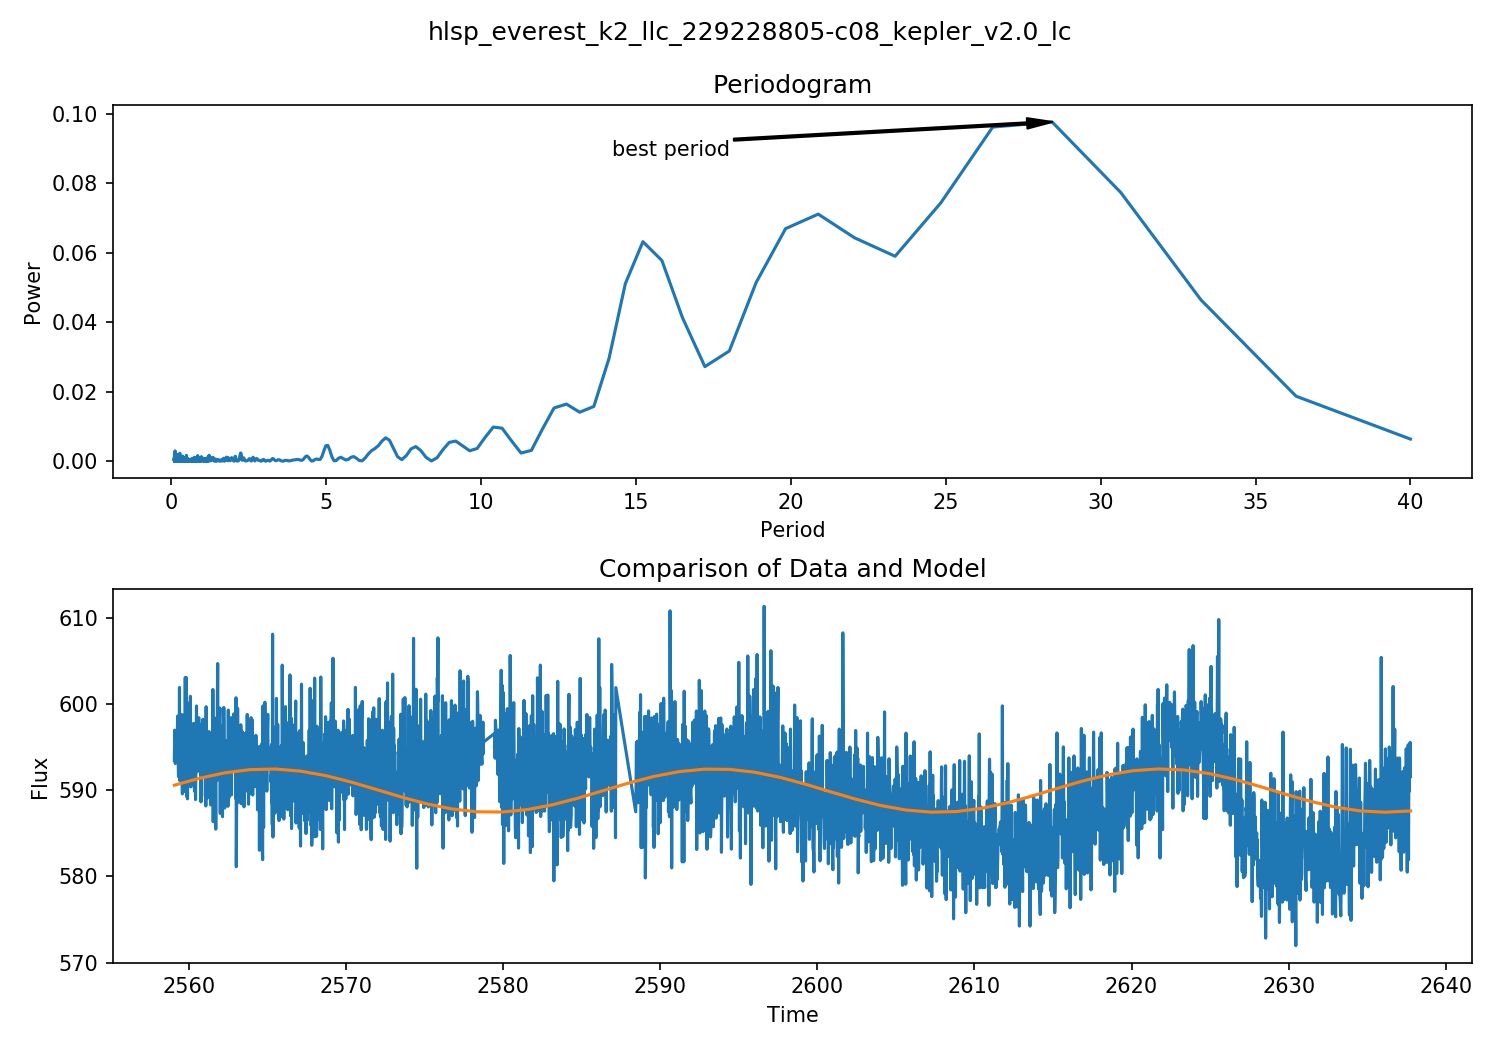 hlsp_everest_k2_llc_229228805-c08_kepler_v2.0_lc
Periodogram
0.10
0.08
0.06
0.04
0.02
0.00
Power
best period
0 5 10 15 20 25 30 35 40
Period
Comparison of Data and Model
610
600
590
580
570
Flux
2560 2570 2580 2590 2600 2610 2620 2630 2640
Time